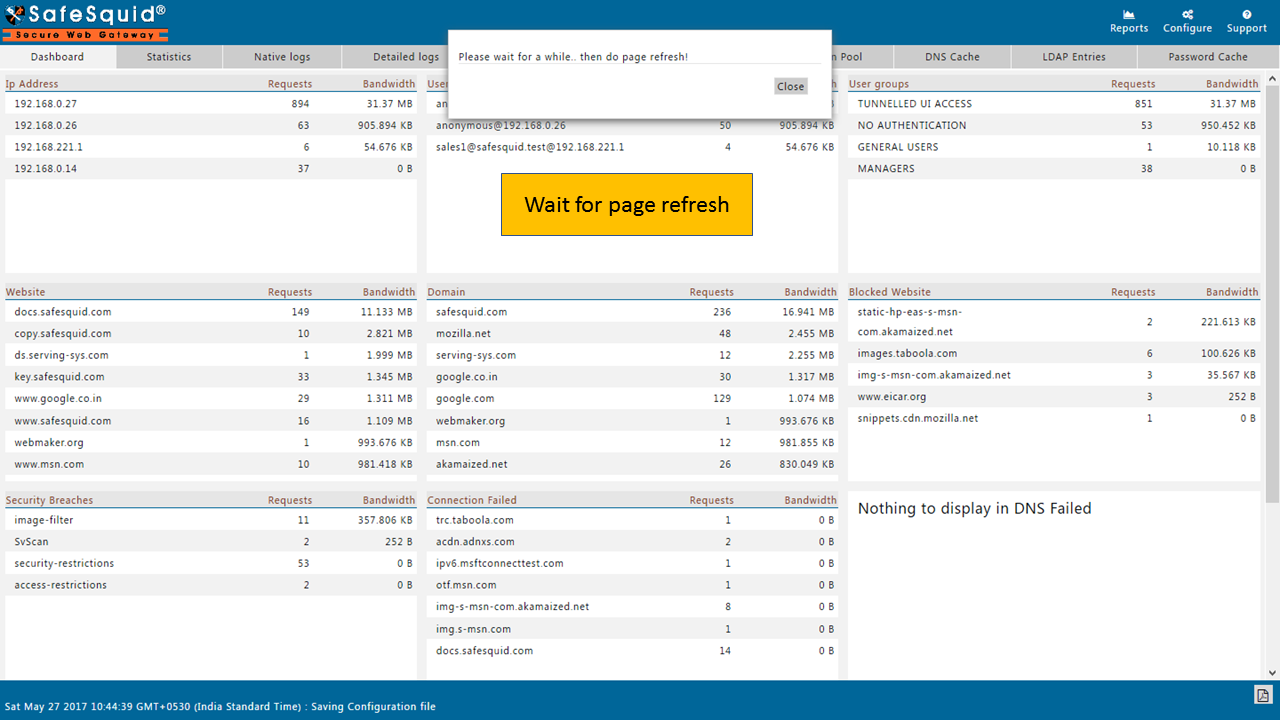 SafeSquid®
Secure Web Gateway
Reports Configure Support
Dashboard Statistics Native logs Detailed logs n Pool DNS Cache LDAP Entries Password Cache
Please wait for a while.. then do page refresh!
Close
Ip Address Requests Bandwidth
192.168.0.27 894 31.37 MB
192.168.0.26 63 905.894 KB
192.168.221.1 6 54.676 KB
192.168.0.14 37 0 B
User
an
anonymous@192.168.0.26 50 905.894 KB
sales1@safesquid.test@192.168.221.1 4 54.676 KB
User groups Requests Bandwidth
TUNNELLED UI ACCESS 851 31.37 MB
NO AUTHENTICATION 53 950.452 KB
GENERAL USERS 1 10.118 KB
MANAGERS 38 0 B
Wait for page refresh
Website Requests Bandwidth
docs.safesquid.com 149 11.133 MB
copy.safesquid.com 10 2.821 MB
ds.serving-sys.com 1 1.999 MB
key.safesquid.com 33 1.345 MB
www.google.co.in 29 1.311 MB
www.safesquid.com 16 1.109 MB
webmaker.org 1 993.676 KB
www.msn.com 10 981.418 KB
Domain Requests Bandwidth
safesquid.com 236 16.941 MB
mozilla.net 48 2.455 MB
serving-sys.com 12 2.255 MB
google.co.in 30 1.317 MB
google.com 129 1.074 MB
webmaker.org 1 993.676 KB
msn.com 12 981.855 KB
akamaized.net 26 830.049 KB
Blocked Website Requests Bandwidth
static-hp-eas-s-msn-
com.akamaized.net 2 221.613 KB
images.taboola.com 6 100.626 KB
img-s-msn-com.akamaized.net 3 35.567 KB
www.eicar.org 3 252 B
snippets.cdn.mozilla.net 1 0 B
Security Breaches Requests Bandwidth
image-filter 11 357.806 KB
SvScan 2 252 B
security-restrictions 53 0 B
access-restrictions 2 0 B
Connection Failed Requests Bandwidth
trc.taboola.com 1 0 B
acdn.adnxs.com 2 0 B
ipv6.msftconnecttest.com 1 0 B
otf.msn.com 1 0 B
img-s-msn-com.akamaized.net 8 0 B
img.s-msn.com 1 0 B
docs.safesquid.com 14 0 B
Nothing to display in DNS Failed
Sat May 27 2017 10:44:39 GMT+0530 (India Standard Time) : Saving Configuration file